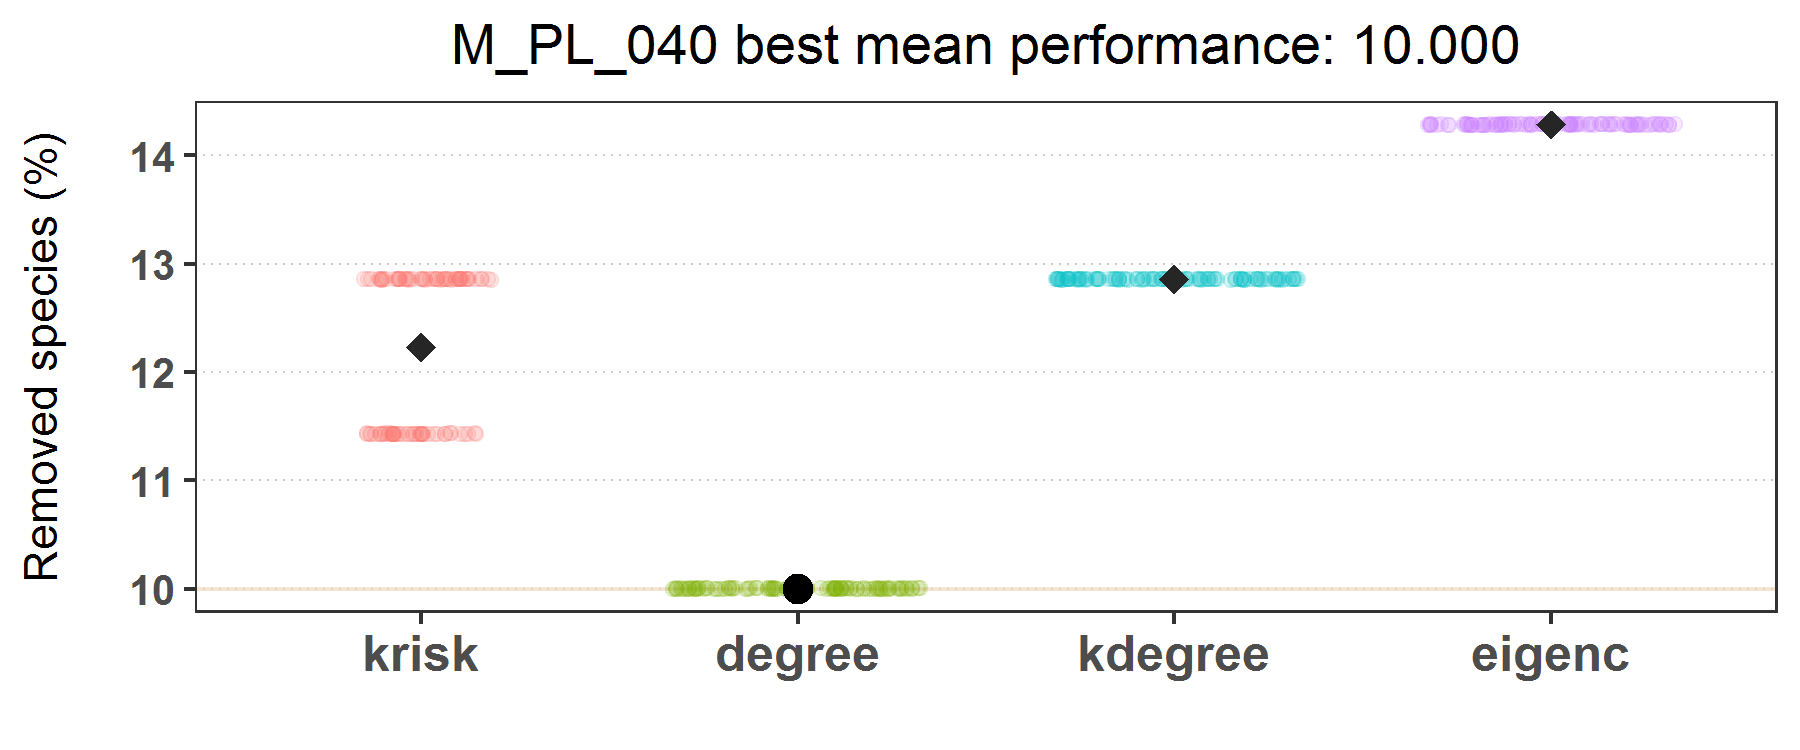 M_PL_040 best mean performance: 10.000
Removed species (%)
14
13
12
11
10
krisk degree kdegree eigenc